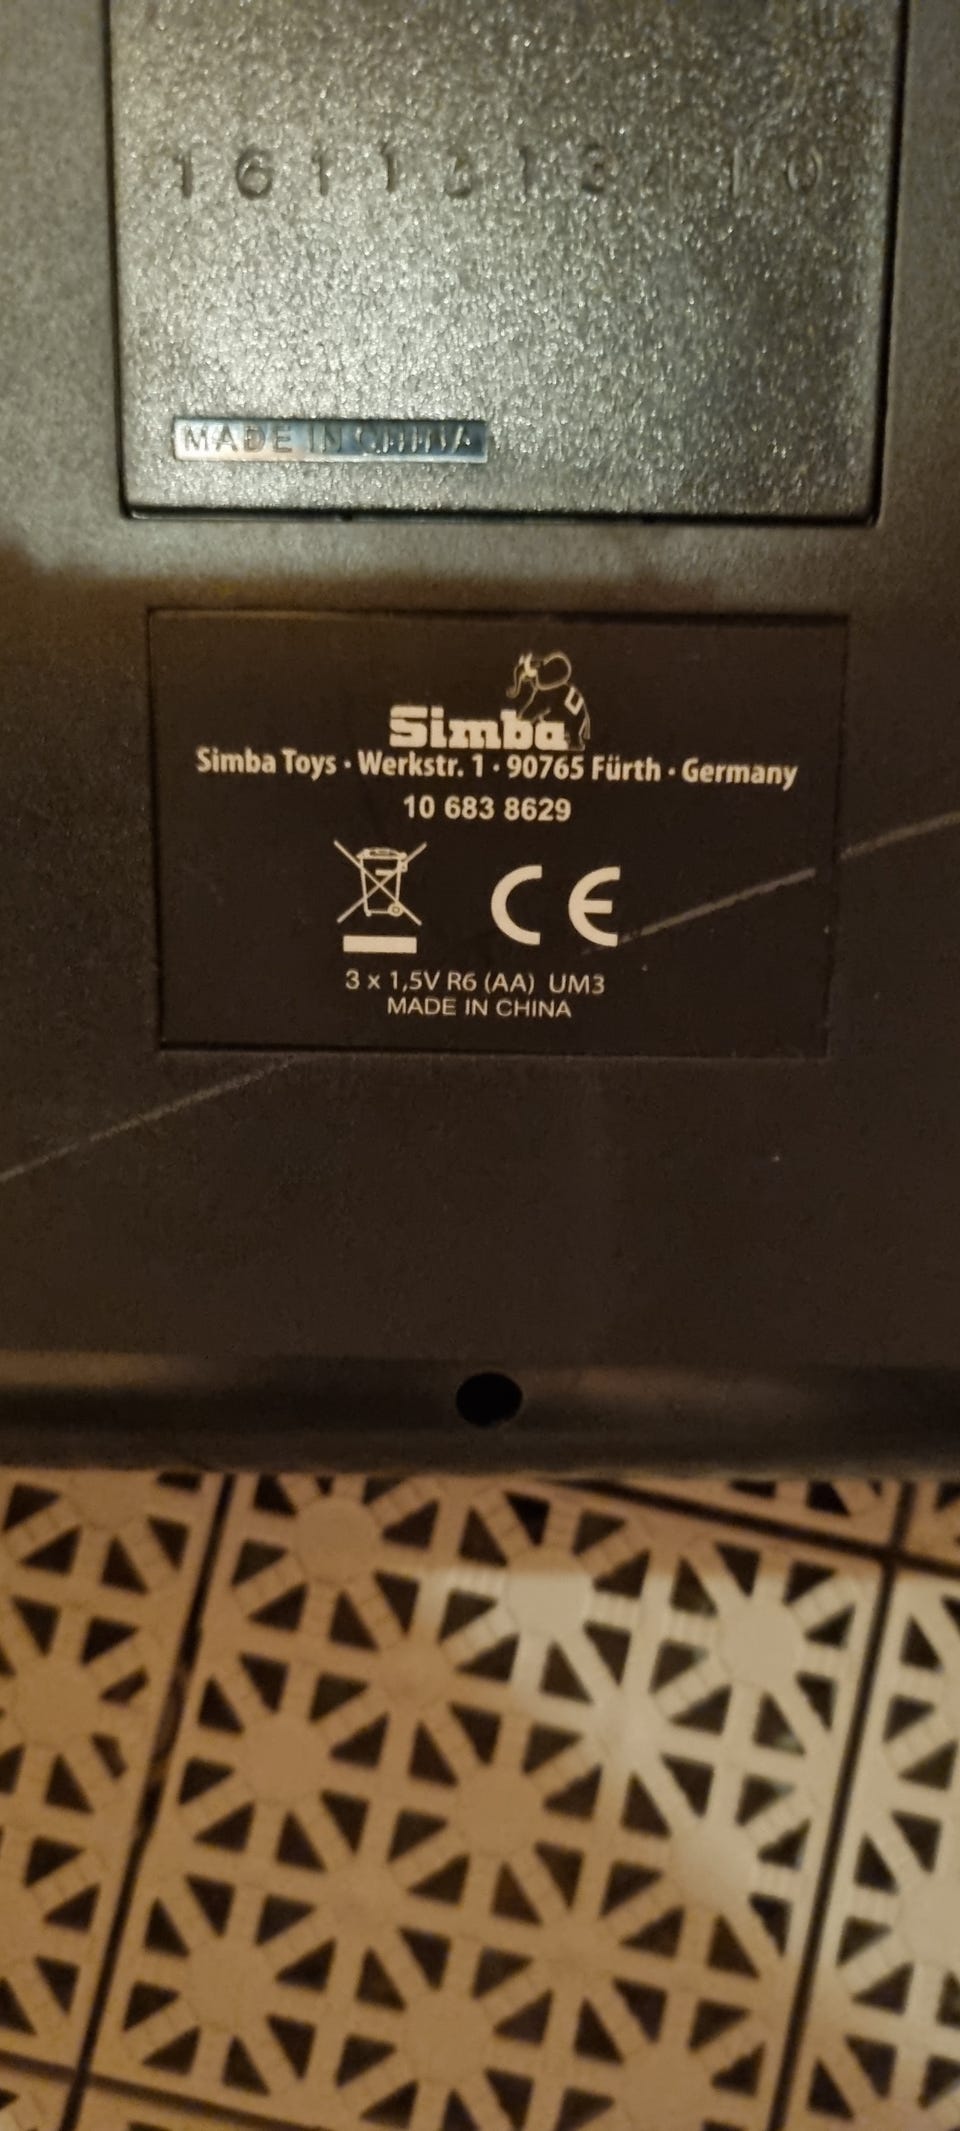 MADE IN CHINA
Simba
Simba Toys · Werkstr. 1 · 90765 Fürth · Germany
10 683 8629
CE
3 x 1,5V R6 (AA) UM3
MADE IN CHINA